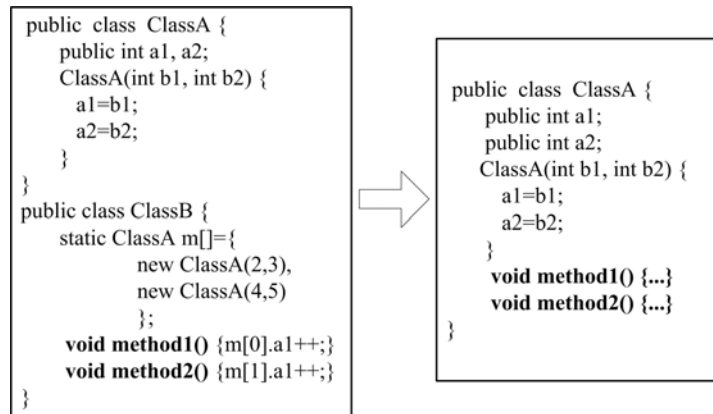 public class ClassA {
public int a1, a2;
ClassA(int b1, int b2) {
a1=b1;
a2=b2;
}
}
public class ClassB {
static ClassA m[]={
new ClassA(2,3),
new ClassA(4,5)
};
void method1() {m[0].a1++;}
void method2() {m[1].a1++;}
}
public class ClassA {
public int a1;
public int a2;
ClassA(int b1, int b2) {
a1=b1;
a2=b2;
}
void method1() {...}
void method2() {...}
}